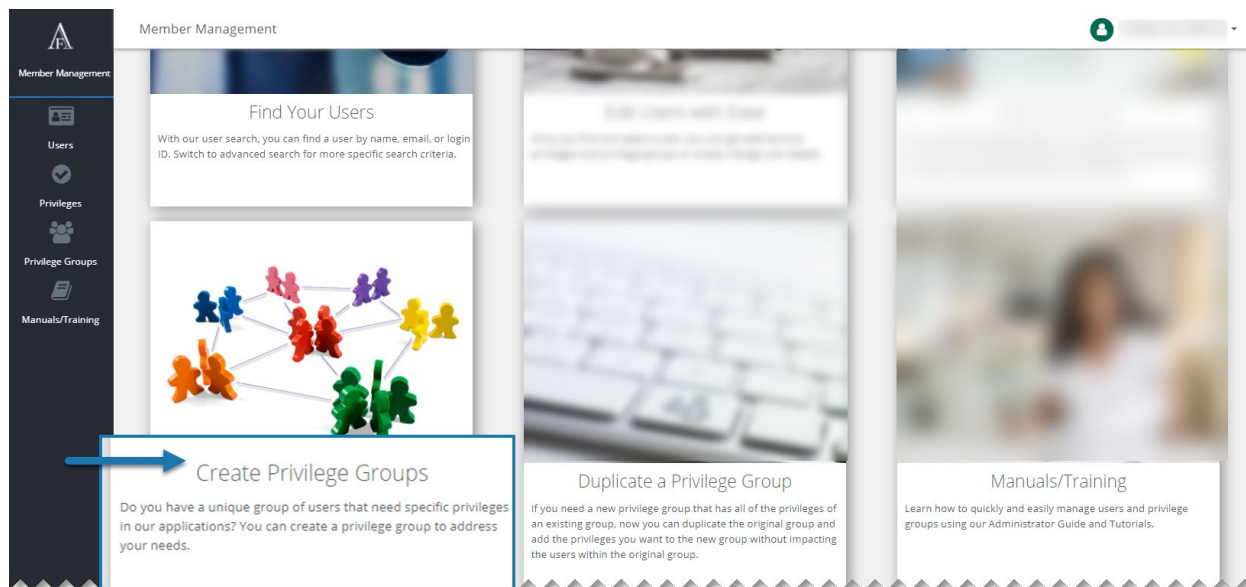 Member Management
AFI
Member Management
Users
Privileges
Privilege Groups
Manuals/Training
Find Your Users
With our user search, you can find a user by name, email, or login
ID. Switch to advanced search for more specific search criteria.
Edit Users with Ease
Create Privilege Groups
Do you have a unique group of users that need specific privileges
in our applications? You can create a privilege group to address
your needs.
Duplicate a Privilege Group
If you need a new privilege group that has all of the privileges of
an existing group, now you can duplicate the original group and
add the privileges you want to the new group without impacting
the users within the original group.
Manuals/Training
Learn how to quickly and easily manage users and privilege
groups using our Administrator Guide and Tutorials.